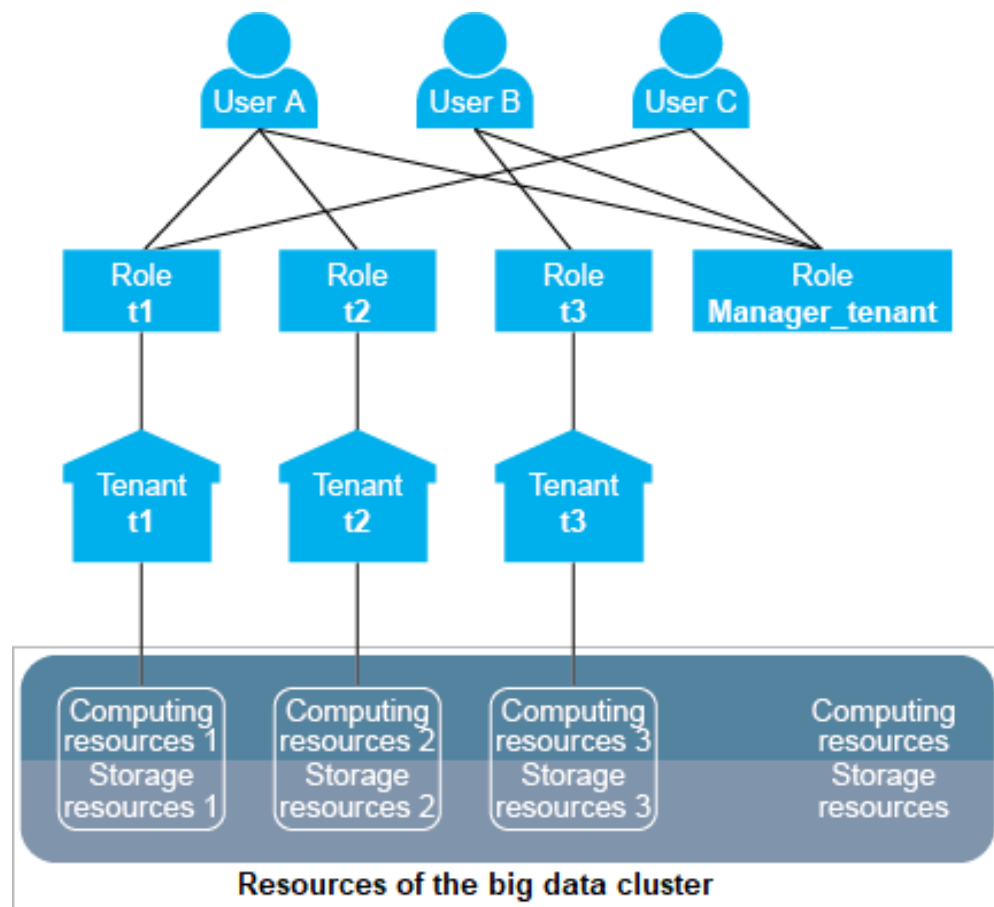 User A
User B
User C
Role
t1
Role
t2
Role
t3
Role
Manager_tenant
Tenant
t1
Tenant
t2
Tenant
t3
Computing
resources 1
Storage
resources 1
Computing
resources 2
Storage
resources 2
Computing
resources 3
Storage
resources 3
Computing
resources
Storage
resources
Resources of the big data cluster